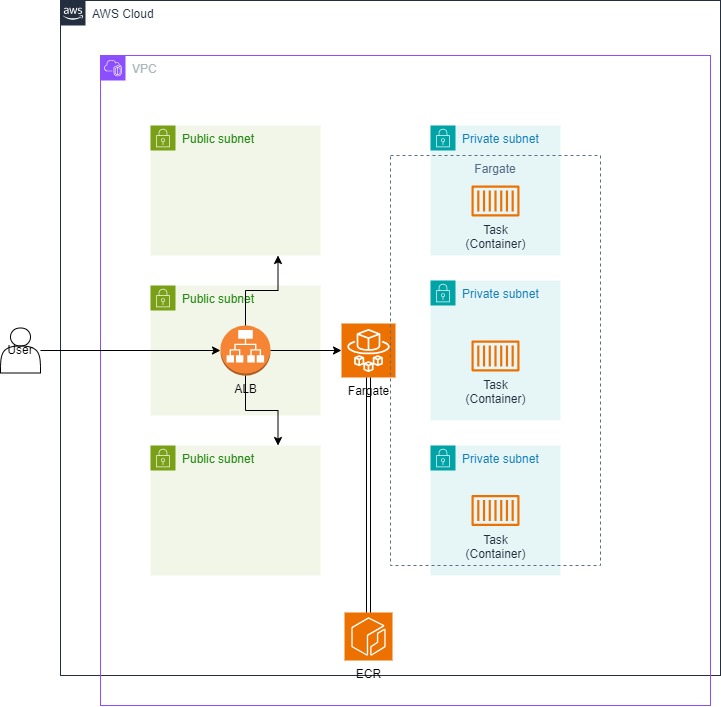 aws
AWS Cloud
VPC
Public subnet
Private subnet
Fargate
Task
(Container)
Public subnet
Private subnet
User
ALB
Fargate
Task
(Container)
Public subnet
Private subnet
Task
(Container)
ECR